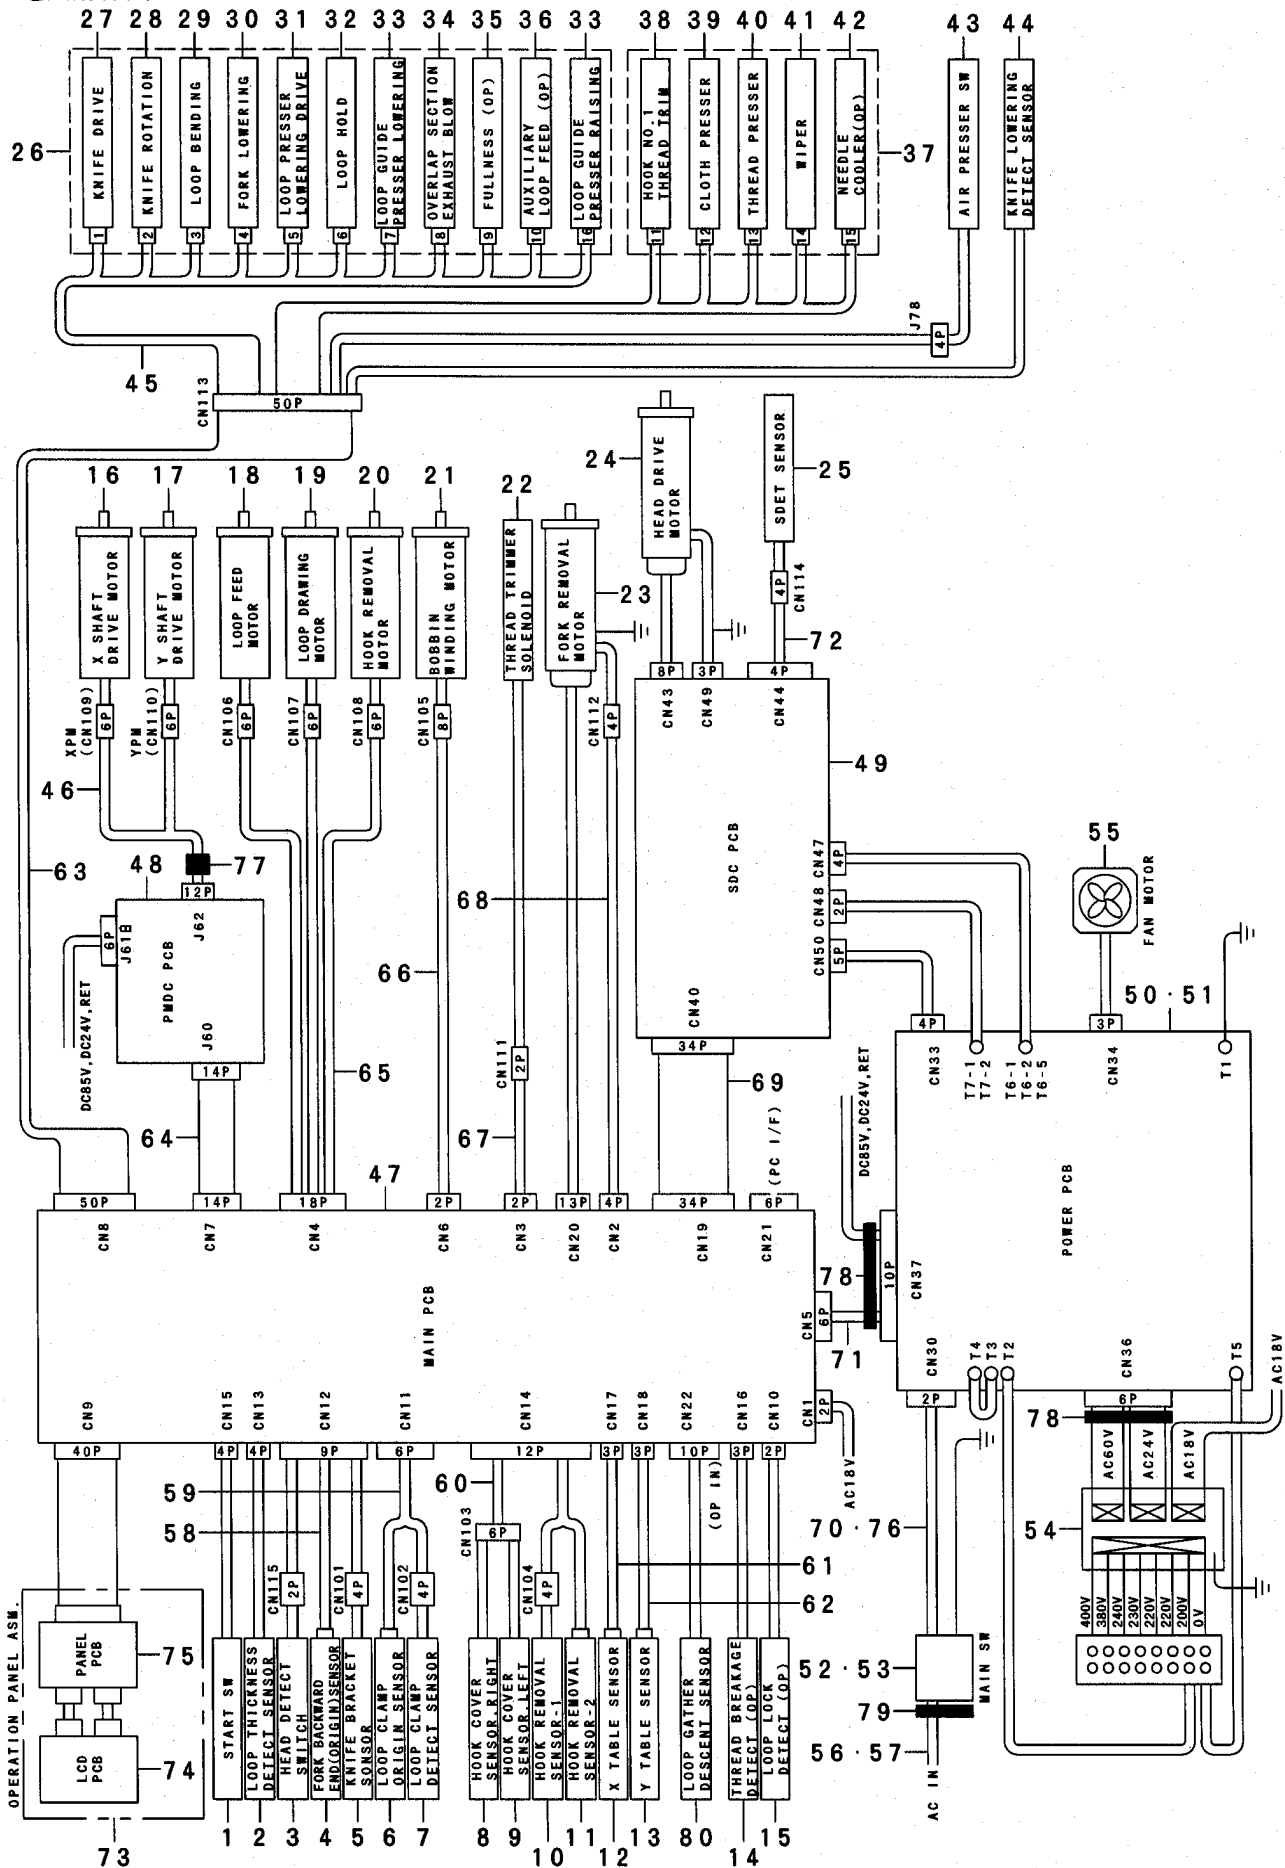 27 28 29 30 31 32 33 34 35 36 33 38 39 40 41 42 43 44
26
KNIFE DRIVE
KNIFE ROTATION
LOOP BENDING
FORK LOWERING
LOOP PRESSER
LOWERING DRIVE
LOOP HOLD
LOOP GUIDE
PRESSER LOWERING
OVERLAP SECTION
EXHAUST BLOW
FULLNESS (OP)
AUXILIARY
LOOP FEED (OP)
LOOP GUIDE
PRESSER RAISING
HOOK NO.1
THREAD TRIM
CLOTH PRESSER
THREAD PRESSER
WIPER
NEEDLE
COOLER(OP)
37
AIR PRESSER SW
KNIFE LOWERING
DETECT SENSOR
1 2 3 4 5 6 7 8 9 10 16 11 12 13 14 15
J78
4P
45
CN113
50P
16 17 18 19 20 21 22
24
25
X SHAFT
DRIVE MOTOR
Y SHAFT
DRIVE MOTOR
LOOP FEED
MOTOR
LOOP DRAWING
MOTOR
HOOK REMOVAL
MOTOR
BOBBIN
WINDING MOTOR
THREAD TRIMMER
SOLENOID
FORK REMOVAL
MOTOR
23
HEAD DRIVE
MOTOR
SDET SENSOR
4P
CN114
72
XPM
(CN109)
6P
YPM
(CN110)
6P
CN106
6P
CN107
6P
CN108
6P
CN105
8P
CN112
4P
8P
3P
4P
CN43
CN49
CN44
46
49
63
48
77
12P
J62
6P
J61B
PMDC PCB
J60
14P
DC85V,DC24V,RET
64
65
66
68
CN111
2P
67
SDC PCB
CN47
4P
CN48
2P
CN50
5P
CN40
34P
69
55
FAN MOTOR
50·51
4P
CN33
T7-1
T7-2
T6-1
T6-2
T6-5
3P
CN34
T1
POWER PCB
DC85V,DC24V,RET
(PC I/F)
47
50P
14P
18P
2P
2P
13P
4P
34P
6P
CN8
CN7
CN4
CN6
CN3
CN20
CN2
CN19
CN21
MAIN PCB
CN5
6P
71
78
10P
CN37
CN30
T4
T3
T2
CN36
T5
AC18V
CN9
CN15
CN13
CN12
CN11
CN14
CN17
CN18
CN22
CN16
CN10
CN1
2P
AC18V
40P
4P
4P
9P
6P
12P
3P
3P
10P
3P
2P
(OP IN)
2P
6P
78
AC60V
AC24V
AC18V
54
400V
380V
240V
230V
220V
220V
200V
0V
70·76
59
58
60
61
62
CN103
6P
CN115
2P
CN101
4P
CN102
4P
CN104
4P
OPERATION PANEL ASM.
PANEL
PCB
75
LCD
PCB
74
73
START SW
LOOP THICKNESS
DETECT SENSOR
HEAD DETECT
SWITCH
FORK BACKWARD
END(ORIGIN)SENSOR
KNIFE BRACKET
SONSOR
LOOP CLAMP
ORIGIN SENSOR
LOOP CLAMP
DETECT SENSOR
HOOK COVER
SENSOR.RIGHT
HOOK COVER
SENSOR.LEFT
HOOK REMOVAL
SENSOR-1
HOOK REMOVAL
SENSOR-2
X TABLE SENSOR
Y TABLE SENSOR
LOOP GATHER
DESCENT SENSOR
THREAD BREAKAGE
DETECT (OP)
LOOP LOCK
DETECT (OP)
52·53
MAIN SW
79
56·57
AC IN
1 2 3 4 5 6 7 8 9 10 11 12 13 80 14 15